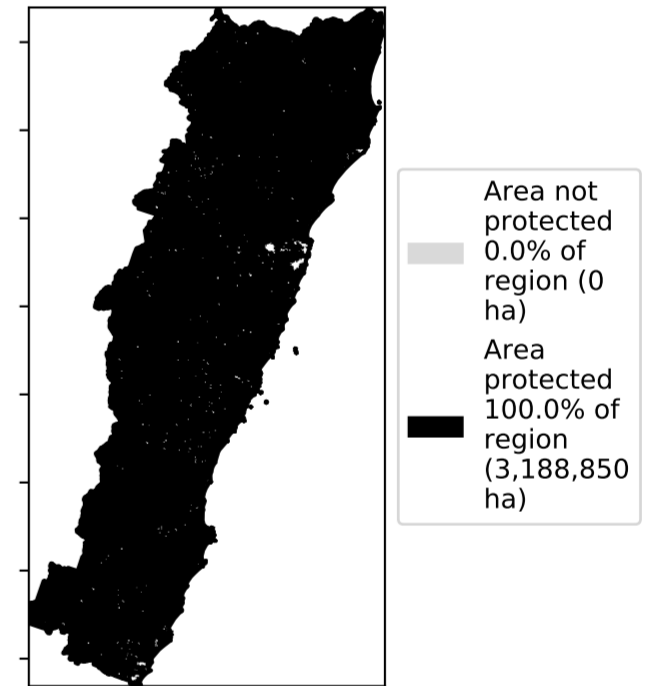 Area not
protected
0.0% of
region (0
ha)
Area
protected
100.0% of
region
(3,188,850
ha)